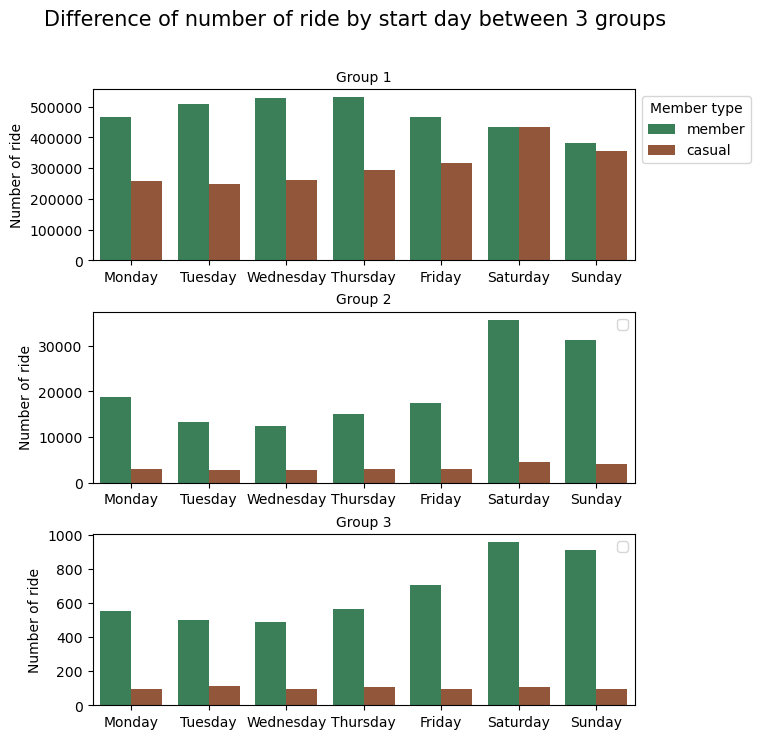 Difference of number of ride by start day between 3 groups
Group 1
Number of ride
500000
400000
300000
200000
100000
0
Monday Tuesday Wednesday Thursday Friday Saturday Sunday
Member type
member
casual
Group 2
Number of ride
30000
20000
10000
0
Monday Tuesday Wednesday Thursday Friday Saturday Sunday
Group 3
Number of ride
1000
800
600
400
200
0
Monday Tuesday Wednesday Thursday Friday Saturday Sunday